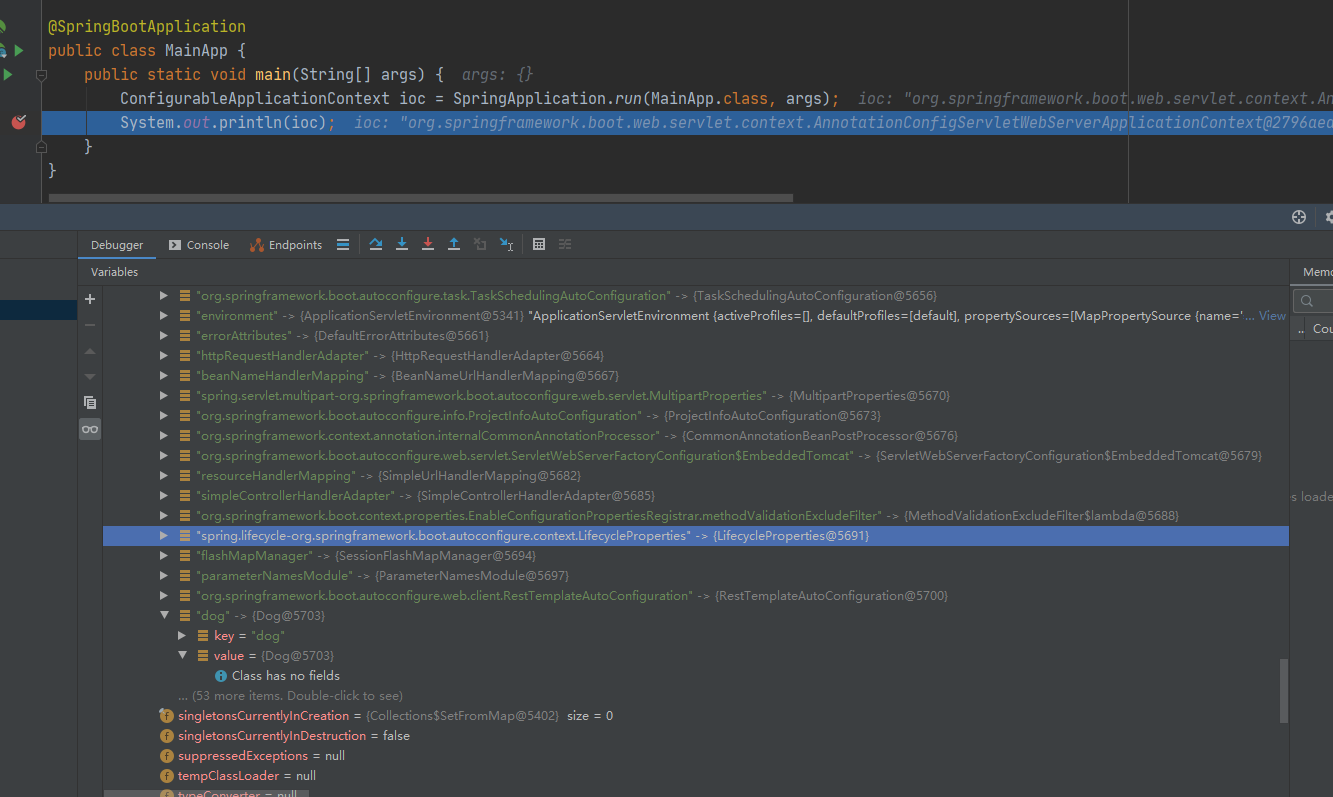 @SpringBootApplication
public class MainApp {
public static void main(String[] args) {  args: {}
ConfigurableApplicationContext ioc = SpringApplication.run(MainApp.class, args);  ioc: "org.springframework.boot.web.servlet.context.An
System.out.println(ioc);  ioc: "org.springframework.boot.web.servlet.context.AnnotationConfigServletWebServerApplicationContext@2796aed
}
}
Debugger Console Endpoints
Variables Memo
"org.springframework.boot.autoconfigure.task.TaskSchedulingAutoConfiguration" -> {TaskSchedulingAutoConfiguration@5656}
"environment" -> {ApplicationServletEnvironment@5341} "ApplicationServletEnvironment {activeProfiles=[], defaultProfiles=[default], propertySources=[MapPropertySource {name='... View
"errorAttributes" -> {DefaultErrorAttributes@5661}
.. Cou
"httpRequestHandlerAdapter" -> {HttpRequestHandlerAdapter@5664}
"beanNameHandlerMapping" -> {BeanNameUrlHandlerMapping@5667}
"spring.servlet.multipart-org.springframework.boot.autoconfigure.web.servlet.MultipartProperties" -> {MultipartProperties@5670}
"org.springframework.boot.autoconfigure.info.ProjectInfoAutoConfiguration" -> {ProjectInfoAutoConfiguration@5673}
"org.springframework.context.annotation.internalCommonAnnotationProcessor" -> {CommonAnnotationBeanPostProcessor@5676}
"org.springframework.boot.autoconfigure.web.servlet.ServletWebServerFactoryConfiguration$EmbeddedTomcat" -> {ServletWebServerFactoryConfiguration$EmbeddedTomcat@5679}
"resourceHandlerMapping" -> {SimpleUrlHandlerMapping@5682}
"simpleControllerHandlerAdapter" -> {SimpleControllerHandlerAdapter@5685}
s loade
"org.springframework.boot.context.properties.EnableConfigurationPropertiesRegistrar.methodValidationExcludeFilter" -> {MethodValidationExcludeFilter$lambda@5688}
"spring.lifecycle-org.springframework.boot.autoconfigure.context.LifecycleProperties" -> {LifecycleProperties@5691}
"flashMapManager" -> {SessionFlashMapManager@5694}
"parameterNamesModule" -> {ParameterNamesModule@5697}
"org.springframework.boot.autoconfigure.web.client.RestTemplateAutoConfiguration" -> {RestTemplateAutoConfiguration@5700}
"dog" -> {Dog@5703}
key = "dog"
value = {Dog@5703}
Class has no fields
... (53 more items. Double-click to see)
singletonsCurrentlyInCreation = {Collections$SetFromMap@5402}  size = 0
singletonsCurrentlyInDestruction = false
suppressedExceptions = null
tempClassLoader = null
typeConverter = null